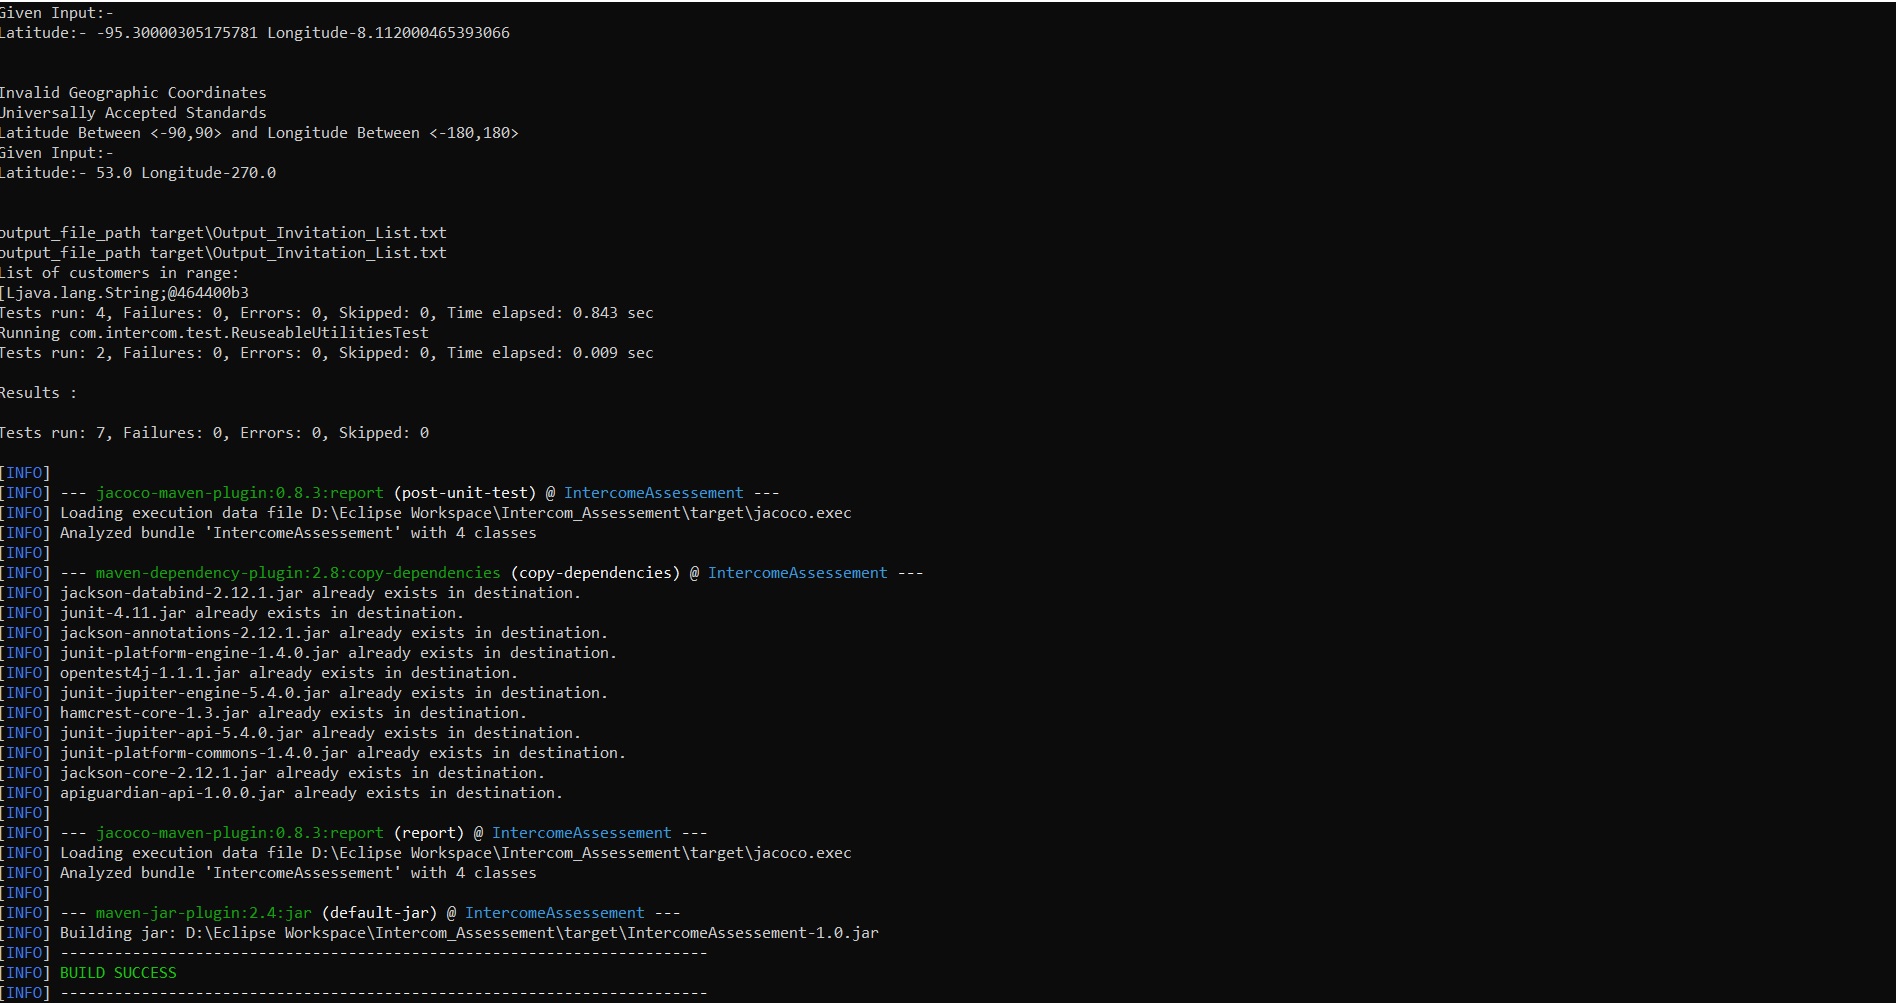 Given Input:-
Latitude:- -95.30000305175781 Longitude-8.112000465393066
Invalid Geographic Coordinates
Universally Accepted Standards
Latitude Between <-90,90> and Longitude Between <-180,180>
Given Input:-
Latitude:- 53.0 Longitude-270.0
output_file_path target\Output_Invitation_List.txt
output_file_path target\Output_Invitation_List.txt
List of customers in range:
[Ljava.lang.String;@464400b3
Tests run: 4, Failures: 0, Errors: 0, Skipped: 0, Time elapsed: 0.843 sec
Running com.intercom.test.ReuseableUtilitiesTest
Tests run: 2, Failures: 0, Errors: 0, Skipped: 0, Time elapsed: 0.009 sec
Results :
Tests run: 7, Failures: 0, Errors: 0, Skipped: 0
[INFO]
[INFO] --- jacoco-maven-plugin:0.8.3:report (post-unit-test) @ IntercomeAssessement ---
[INFO] Loading execution data file D:\Eclipse Workspace\Intercom_Assessement\target\jacoco.exec
[INFO] Analyzed bundle 'IntercomeAssessement' with 4 classes
[INFO]
[INFO] --- maven-dependency-plugin:2.8:copy-dependencies (copy-dependencies) @ IntercomeAssessement ---
[INFO] jackson-databind-2.12.1.jar already exists in destination.
[INFO] junit-4.11.jar already exists in destination.
[INFO] jackson-annotations-2.12.1.jar already exists in destination.
[INFO] junit-platform-engine-1.4.0.jar already exists in destination.
[INFO] opentest4j-1.1.1.jar already exists in destination.
[INFO] junit-jupiter-engine-5.4.0.jar already exists in destination.
[INFO] hamcrest-core-1.3.jar already exists in destination.
[INFO] junit-jupiter-api-5.4.0.jar already exists in destination.
[INFO] junit-platform-commons-1.4.0.jar already exists in destination.
[INFO] jackson-core-2.12.1.jar already exists in destination.
[INFO] apiguardian-api-1.0.0.jar already exists in destination.
[INFO]
[INFO] --- jacoco-maven-plugin:0.8.3:report (report) @ IntercomeAssessement ---
[INFO] Loading execution data file D:\Eclipse Workspace\Intercom_Assessement\target\jacoco.exec
[INFO] Analyzed bundle 'IntercomeAssessement' with 4 classes
[INFO]
[INFO] --- maven-jar-plugin:2.4:jar (default-jar) @ IntercomeAssessement ---
[INFO] Building jar: D:\Eclipse Workspace\Intercom_Assessement\target\IntercomeAssessement-1.0.jar
[INFO] ------------------------------------------------------------------------
[INFO] BUILD SUCCESS
[INFO] ------------------------------------------------------------------------